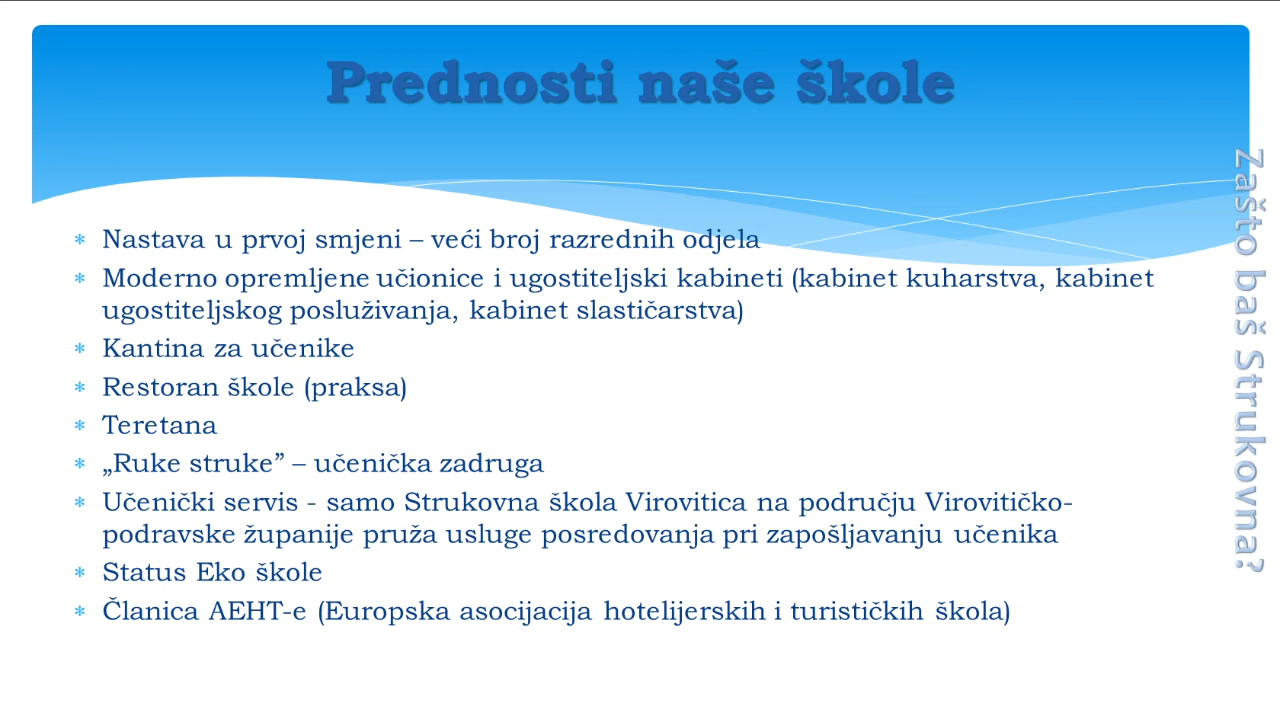 Prednosti naše škole
* Nastava u prvoj smjeni – veći broj razrednih odjela
* Moderno opremljene učionice i ugostiteljski kabineti (kabinet kuharstva, kabinet
ugostiteljskog posluživanja, kabinet slastičarstva)
* Kantina za učenike
* Restoran škole (praksa)
* Teretana
* „Ruke struke” – učenička zadruga
* Učenički servis - samo Strukovna škola Virovitica na području Virovitičko-
podravske županije pruža usluge posredovanja pri zapošljavanju učenika
* Status Eko škole
* Članica AEHT-e (Europska asocijacija hotelijerskih i turističkih škola)
Zašto baš Strukovna?